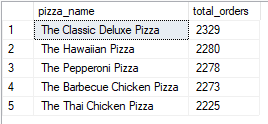 pizza_name total_orders
1 The Classic Deluxe Pizza 2329
2 The Hawaiian Pizza 2280
3 The Pepperoni Pizza 2278
4 The Barbecue Chicken Pizza 2273
5 The Thai Chicken Pizza 2225